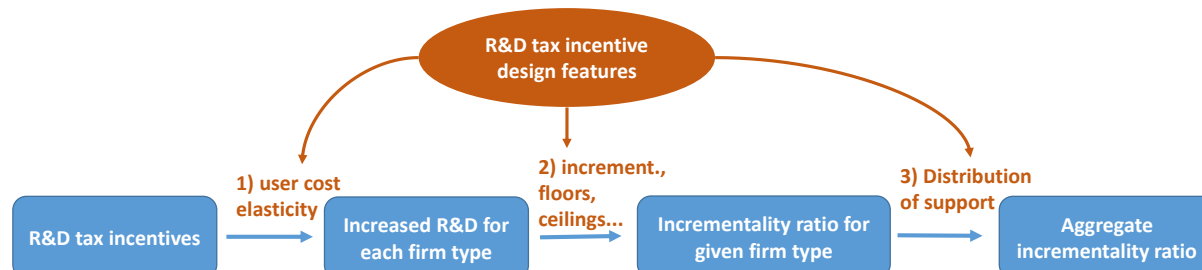 R&D tax incentive
design features
1) user cost
elasticity
2) increment.,
floors,
ceilings...
3) Distribution
of support
R&D tax incentives
Increased R&D for
each firm type
Incrementality ratio for
given firm type
Aggregate
incrementality ratio